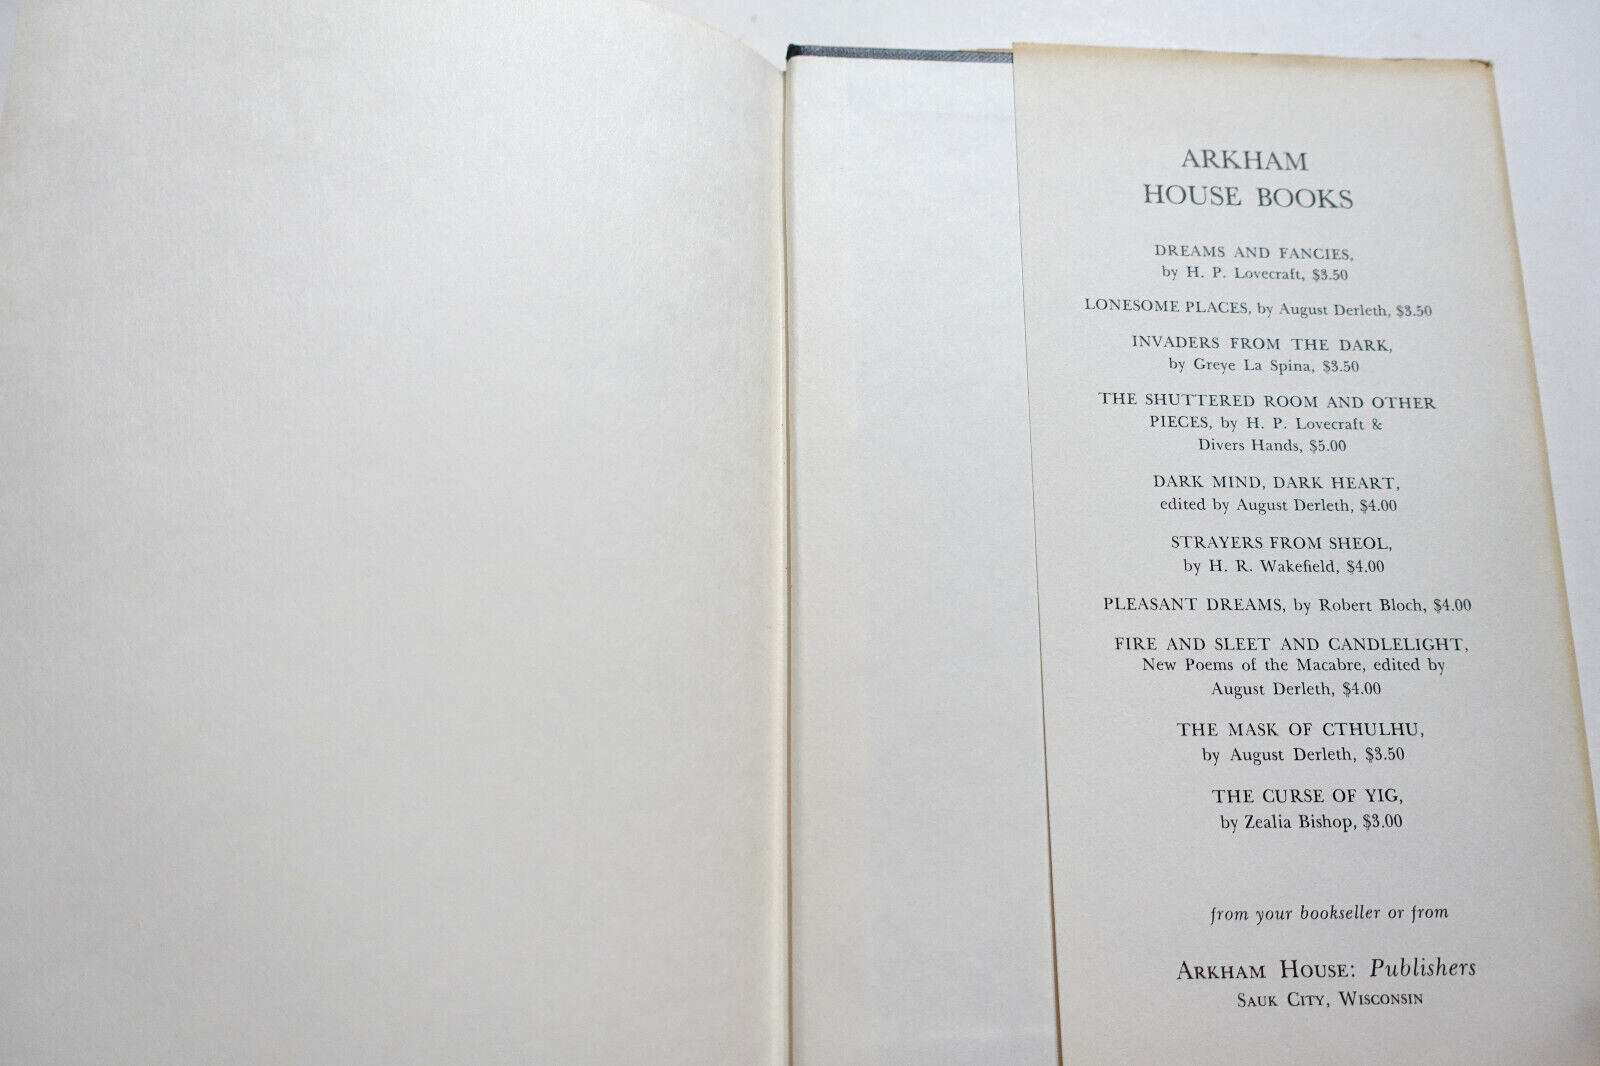 ARKHAM
HOUSE BOOKS
DREAMS AND FANCIES,
by H. P. Lovecraft, $3.50
LONESOME PLACES, by August Derleth, $3.50
INVADERS FROM THE DARK,
by Greye La Spina, $3.50
THE SHUTTERED ROOM AND OTHER
PIECES, by H. P. Lovecraft &
Divers Hands, $5.00
DARK MIND, DARK HEART,
edited by August Derleth, $4.00
STRAYERS FROM SHEOL,
by H. R. Wakefield, $4.00
PLEASANT DREAMS, by Robert Bloch, $4.00
FIRE AND SLEET AND CANDLELIGHT,
New Poems of the Macabre, edited by
August Derleth, $4.00
THE MASK OF CTHULHU,
by August Derleth, $3.50
THE CURSE OF YIG,
by Zealia Bishop, $3.00
from your bookseller or from
ARKHAM HOUSE: Publishers
SAUK CITY, WISCONSIN